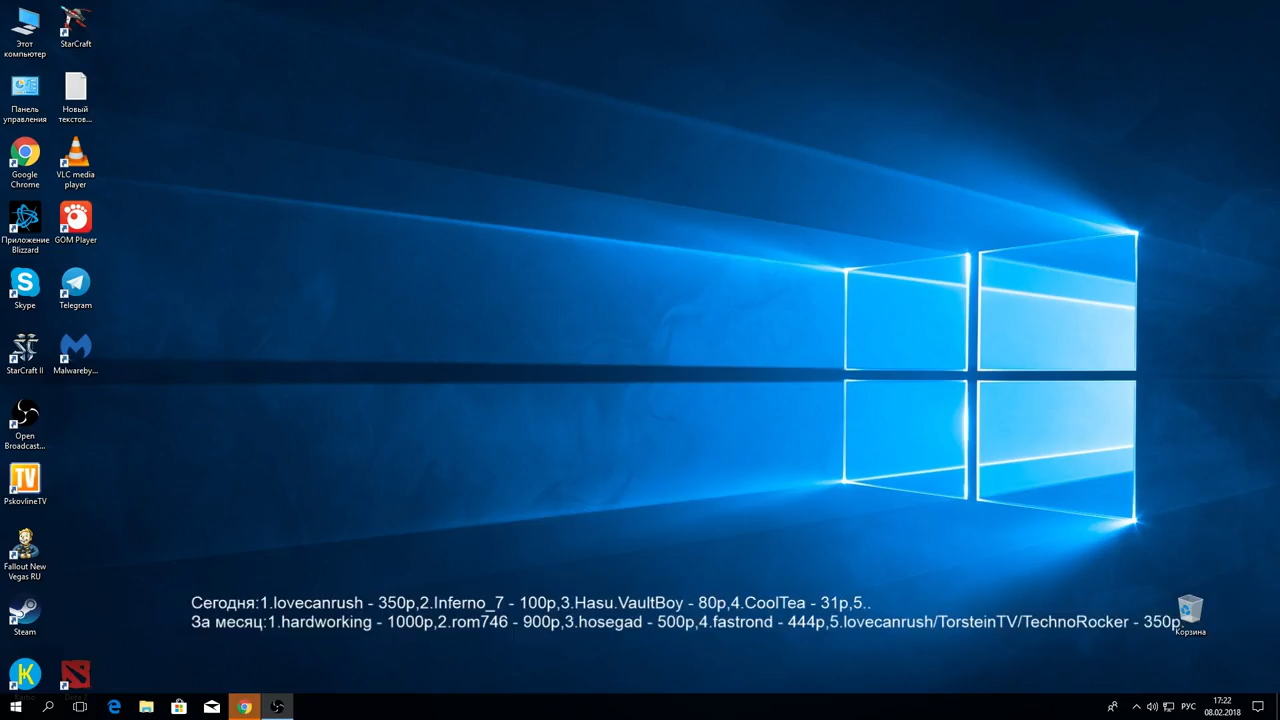 Этот
компьютер
StarCraft
Панель
управления
Новый
текстов...
Google
Chrome
VLC media
player
Приложение
Blizzard
GOM Player
Skype
Telegram
StarCraft II
Malwareby...
Open
Broadcast...
TV
PskovlineTV
Fallout New
Vegas RU
Steam
Сегодня:1.lovecanrush - 350р,2.Inferno_7 - 100р,3.Hasu.VaultBoy - 80р,4.CoolTea - 31р,5..
За месяц:1.hardworking - 1000р,2.rom746 - 900р,3.hosegad - 500р,4.fastrond - 444р,5.lovecanrush/TorsteinTV/TechnoRocker - 350р.
Корзина
РУС
17:22
08.02.2018